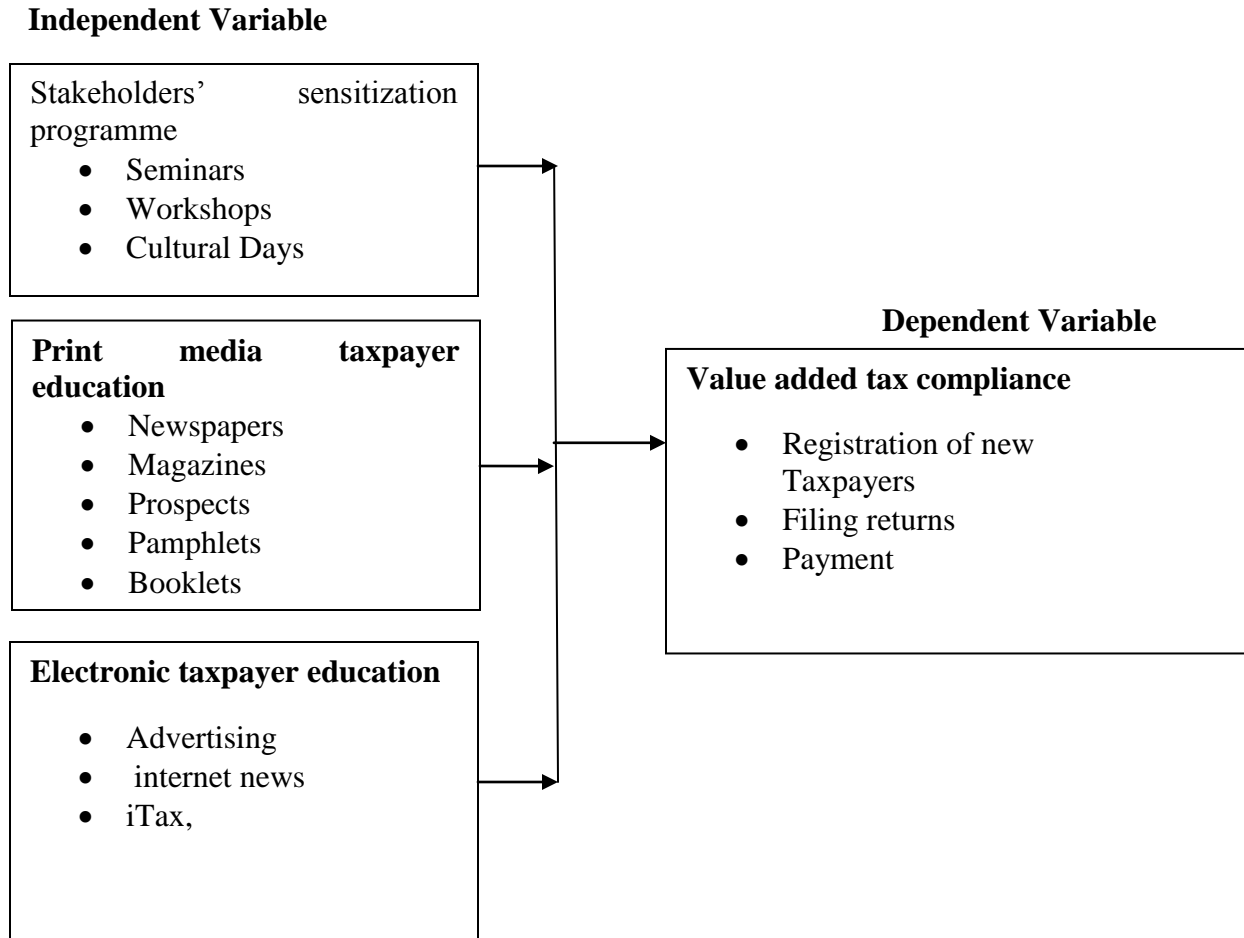 Independent Variable
Stakeholders’ sensitization
programme
• Seminars
• Workshops
• Cultural Days
Print media taxpayer
education
• Newspapers
• Magazines
• Prospects
• Pamphlets
• Booklets
Electronic taxpayer education
• Advertising
• internet news
• iTax,
Dependent Variable
Value added tax compliance
• Registration of new
Taxpayers
• Filing returns
• Payment